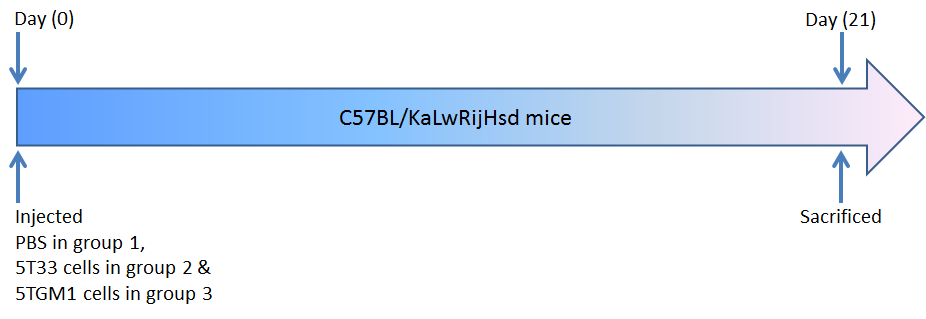 Day (0)
Day (21)
C57BL/KaLwRijHsd mice
Injected
PBS in group 1,
5T33 cells in group 2 &
5TGM1 cells in group 3
Sacrificed